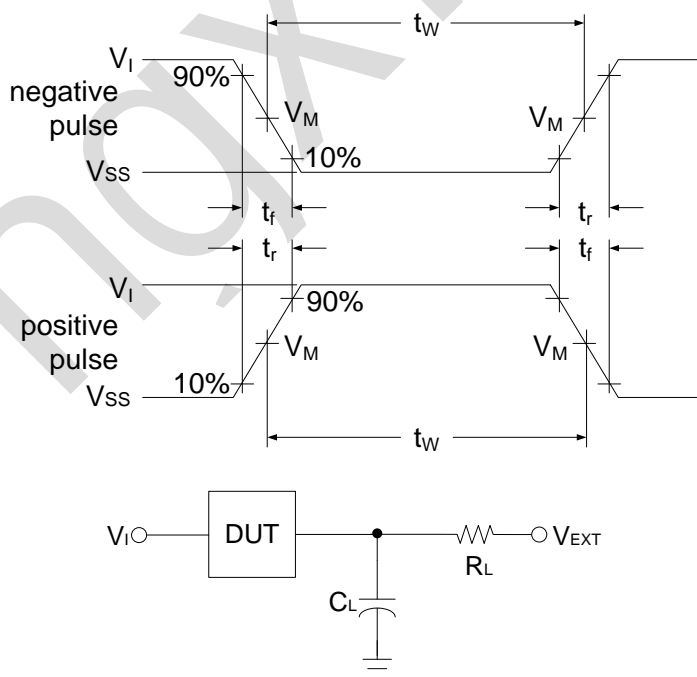 tW
VI
90%
negative
pulse
VM
VM
10%
VSS
tf
tr
tr
tf
VI
90%
positive
pulse
VM
VM
10%
VSS
tW
VI
DUT
VEXT
RL
CL